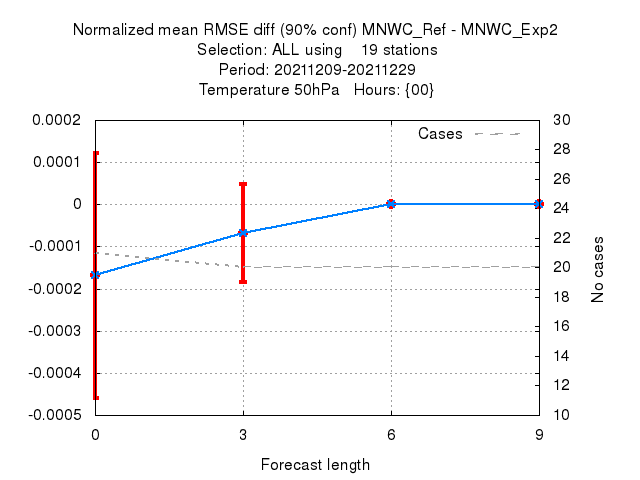 Normalized mean RMSE diff (90% conf) MNWC_Ref - MNWC_Exp2
Selection: ALL using 19 stations
Period: 20211209-20211229
Temperature 50hPa Hours: {00}
Cases
0.0002
0.0001
0
-0.0001
-0.0002
-0.0003
-0.0004
-0.0005
30
28
26
24
22
20
18
16
14
12
10
No cases
0 3 6 9
Forecast length